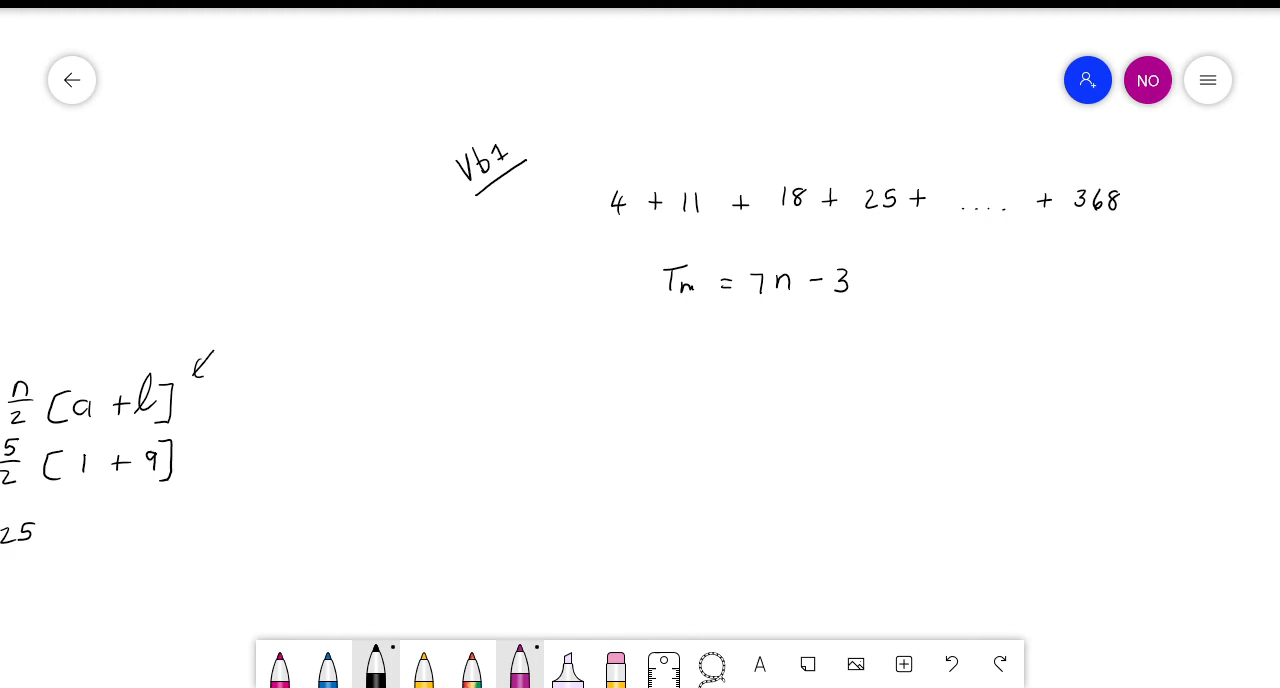 NO
Vb1
4 + 11 + 18 + 25 + .... + 368
Tn = 7n - 3
n/2 [a + l]
5/2 [1 + 9]
25
A